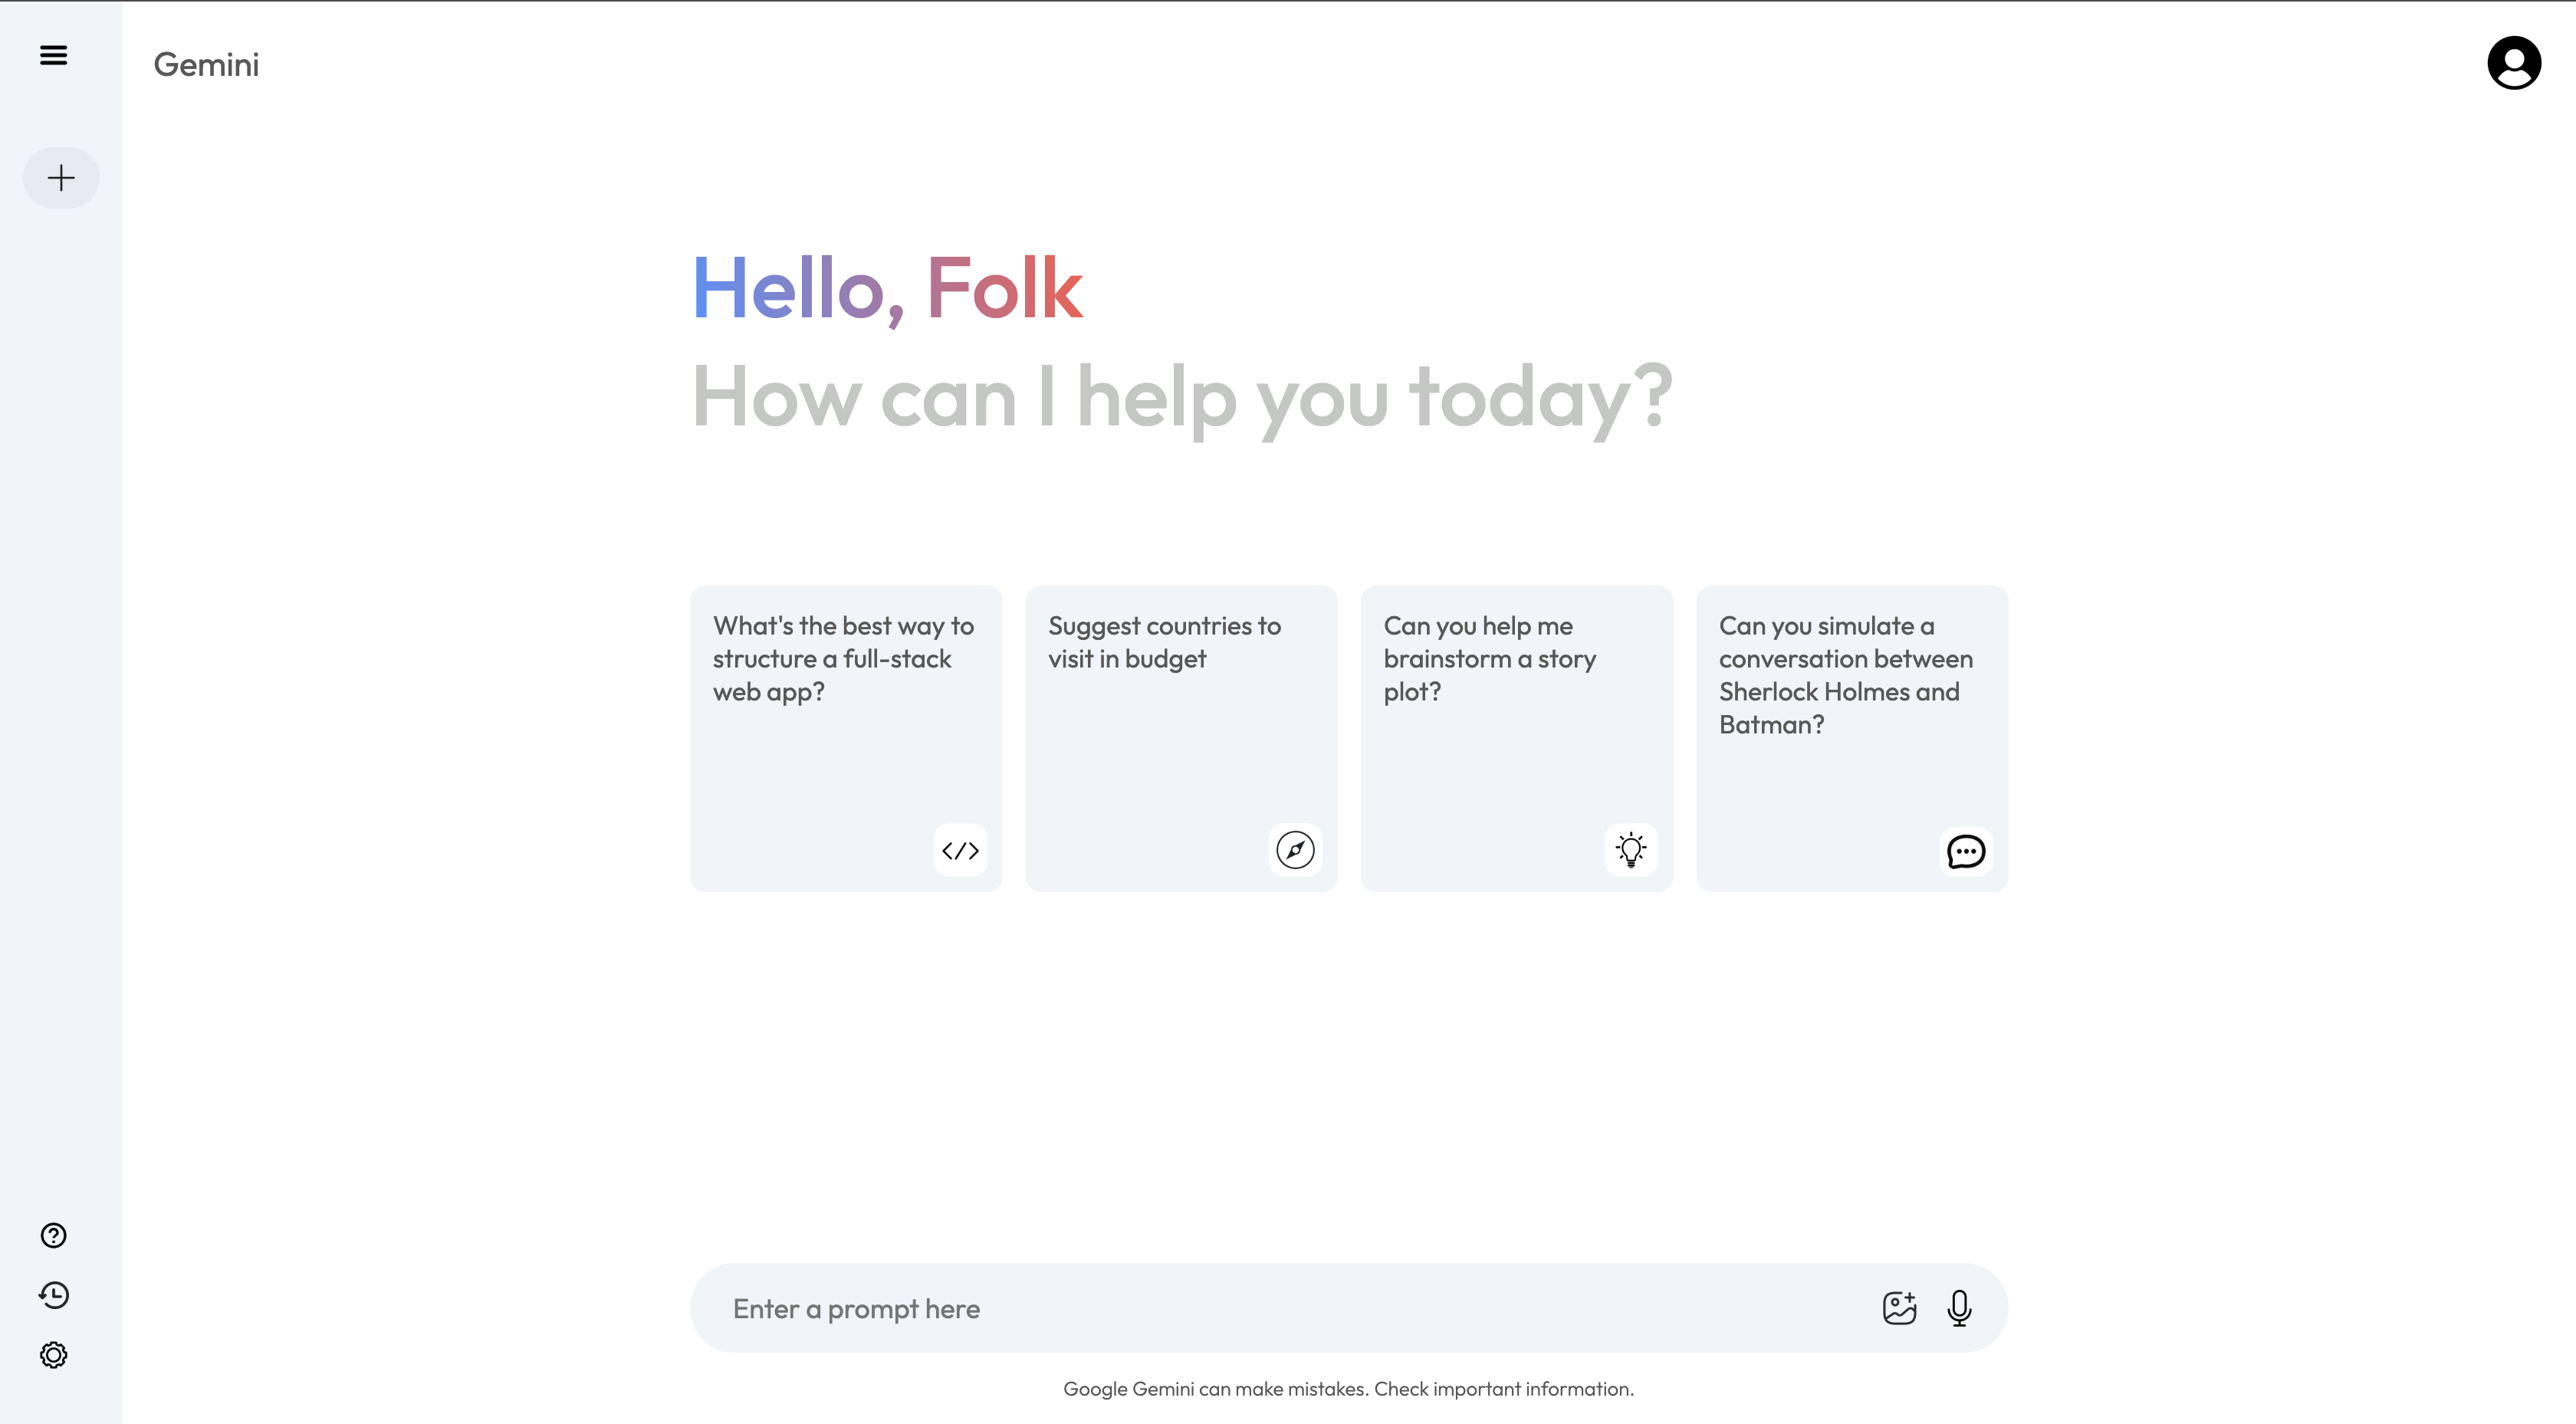 Gemini
Hello, Folk
How can I help you today?
What's the best way to
structure a full-stack
web app?
Suggest countries to
visit in budget
Can you help me
brainstorm a story
plot?
Can you simulate a
conversation between
Sherlock Holmes and
Batman?
Enter a prompt here
Google Gemini can make mistakes. Check important information.